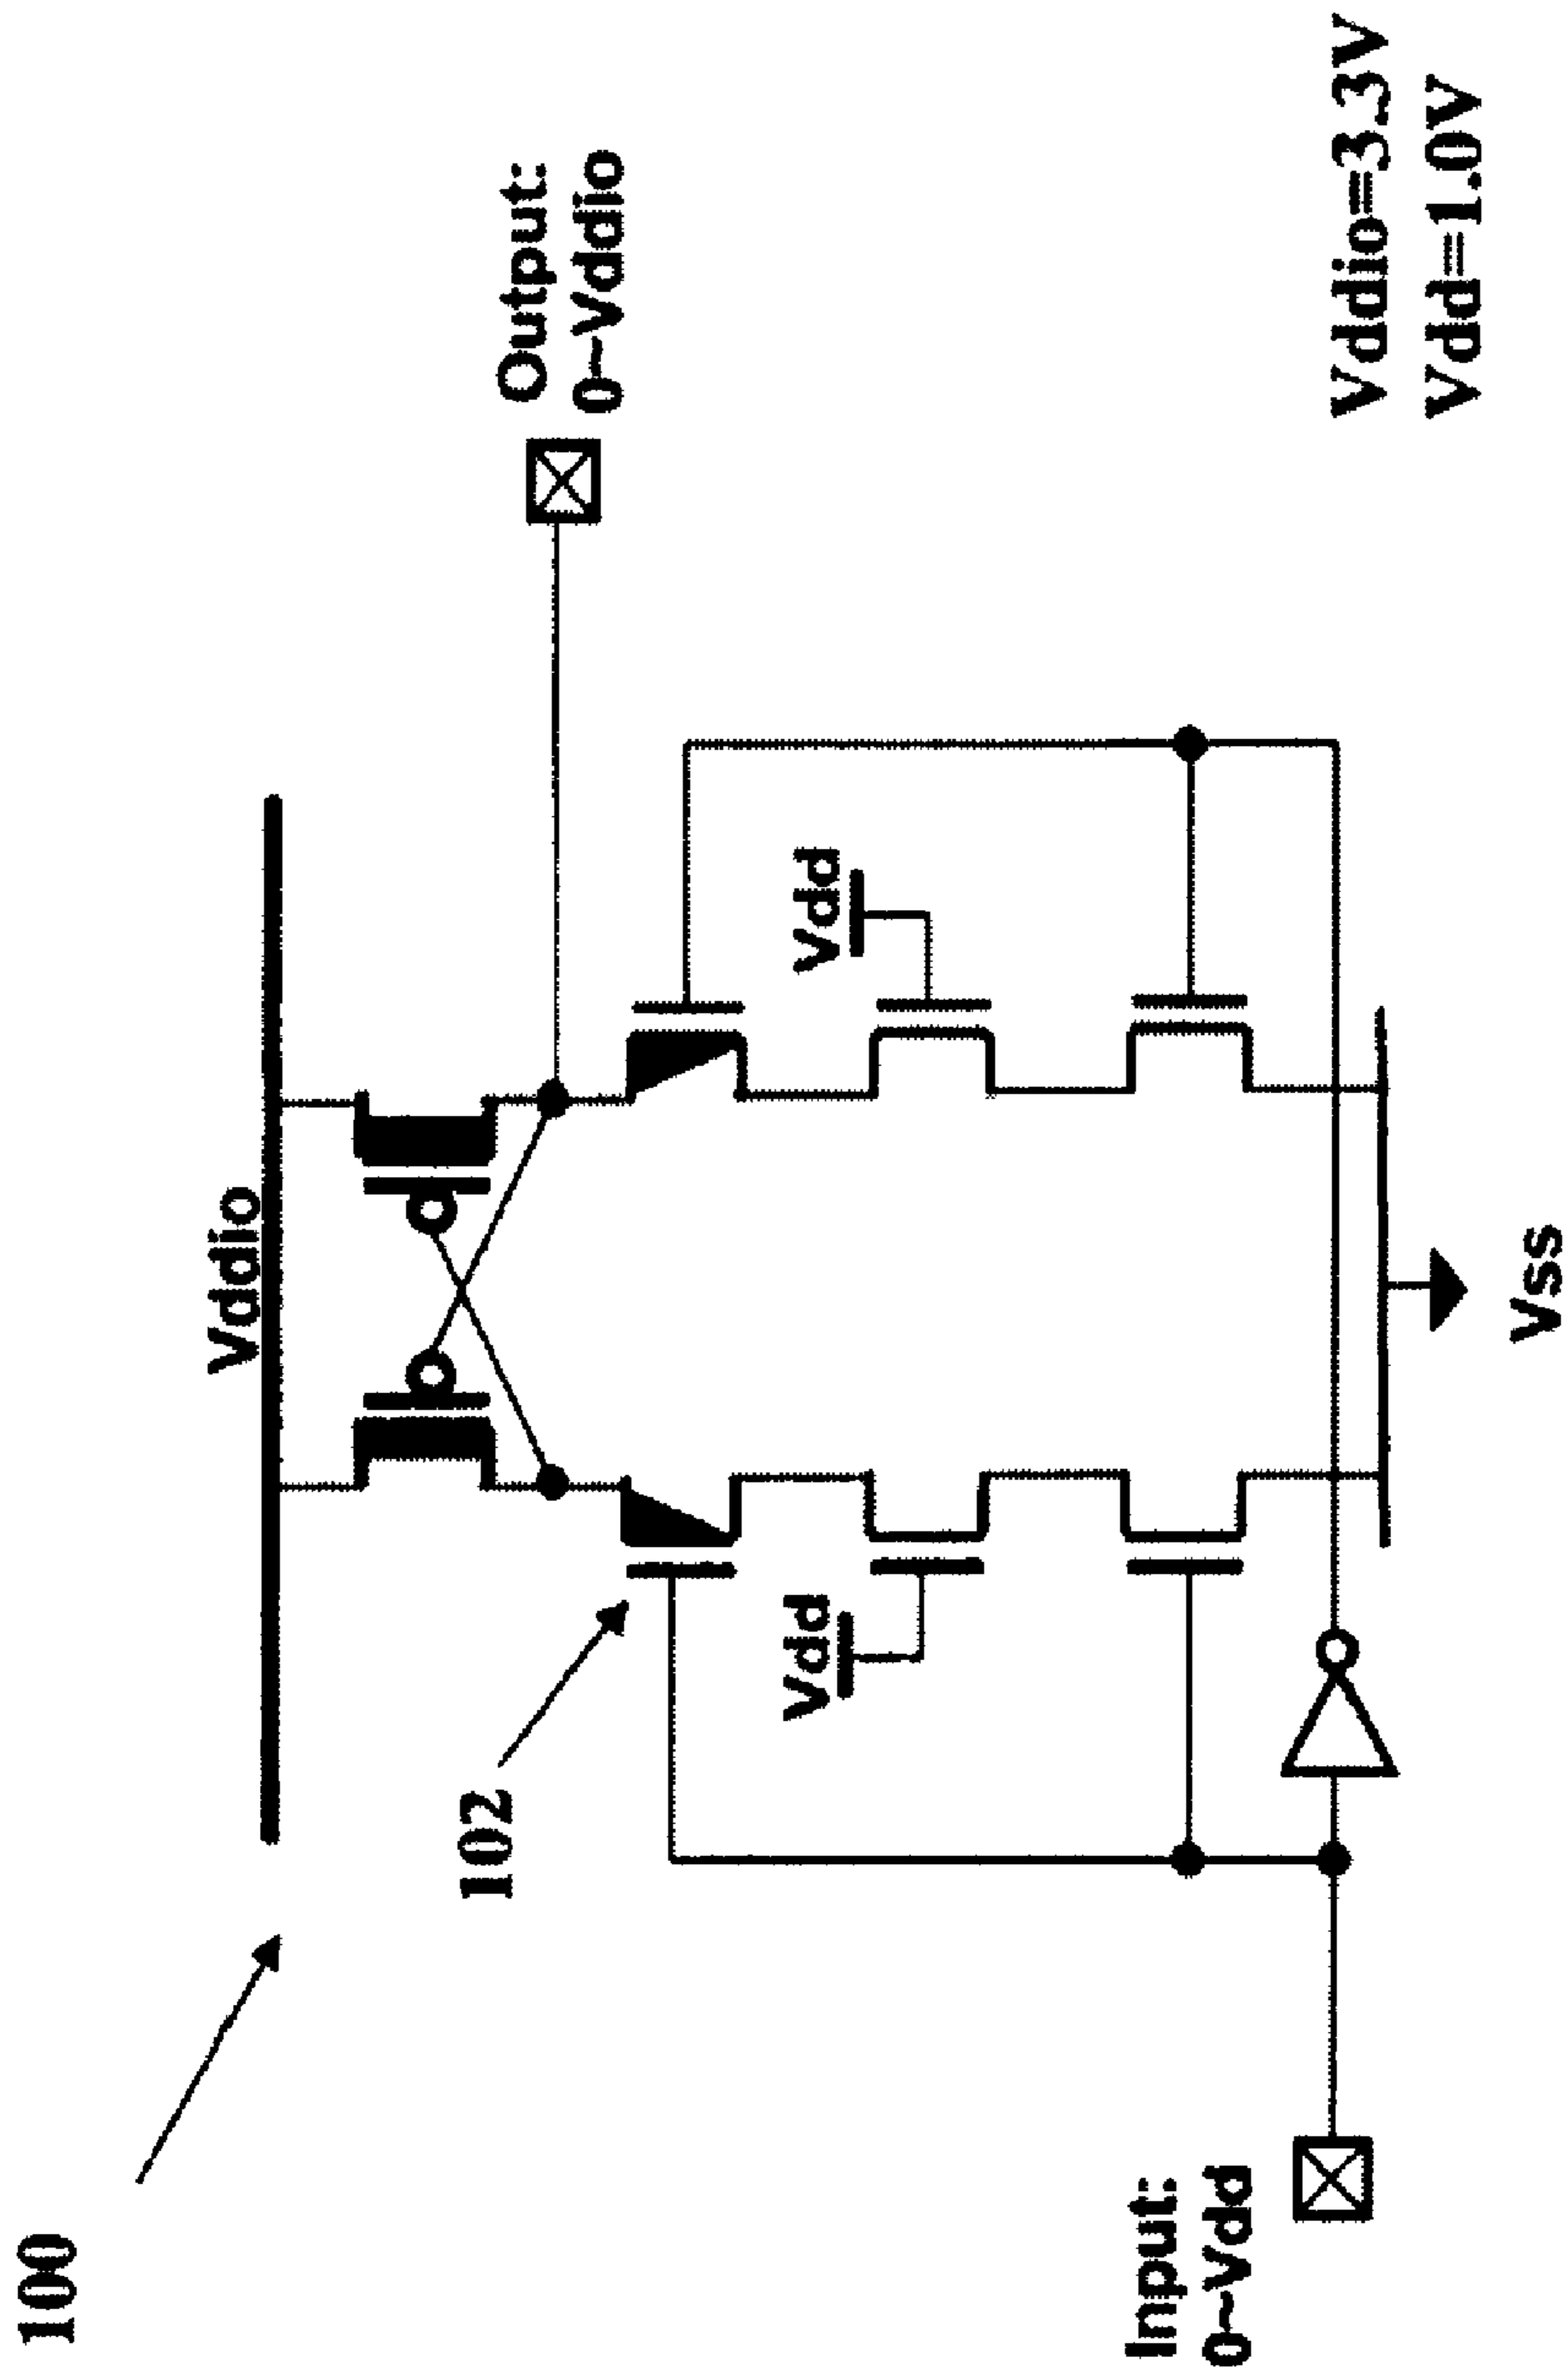 100
Vddio
102
Output:
0~Vddio
Vdd
Vdd
Input:
0~Vdd
Vss
Vddio=3.3V
Vdd=1.0V